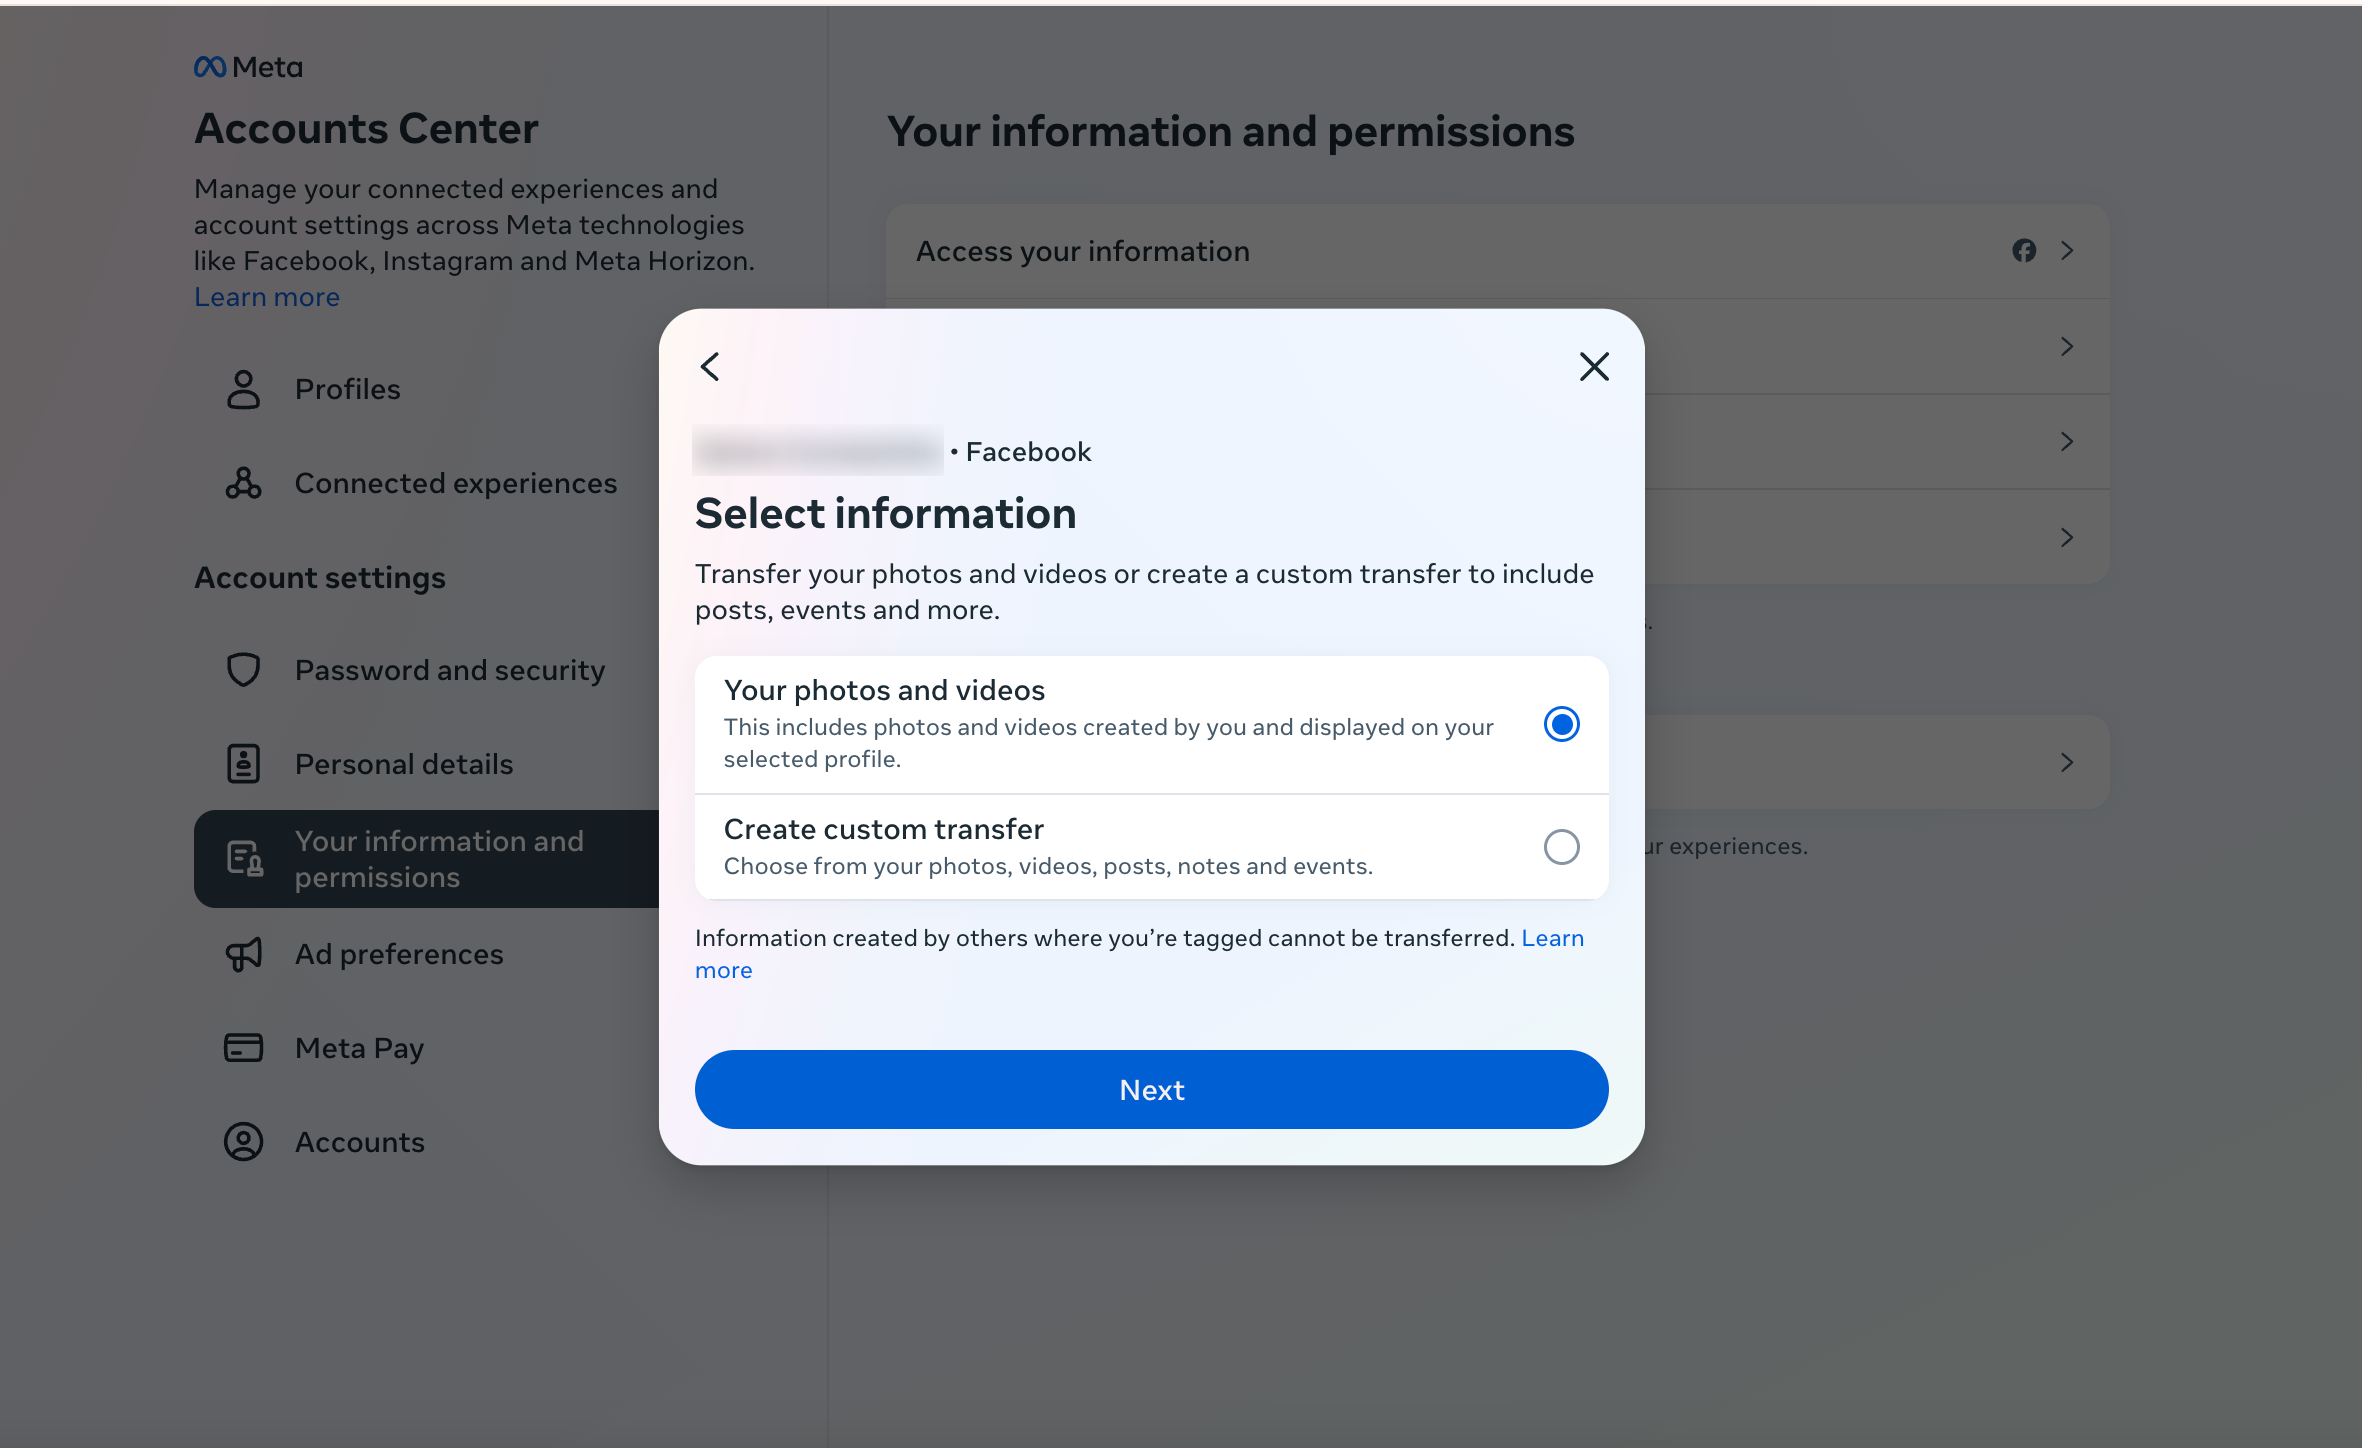 Meta
Accounts Center
Manage your connected experiences and
account settings across Meta technologies
like Facebook, Instagram and Meta Horizon.
Learn more
Profiles
Connected experiences
Account settings
Password and security
Personal details
Your information and
permissions
Ad preferences
Meta Pay
Accounts
Your information and permissions
Access your information
ur experiences.
• Facebook
Select information
Transfer your photos and videos or create a custom transfer to include
posts, events and more.
Your photos and videos
This includes photos and videos created by you and displayed on your
selected profile.
Create custom transfer
Choose from your photos, videos, posts, notes and events.
Information created by others where you’re tagged cannot be transferred. Learn
more
Next